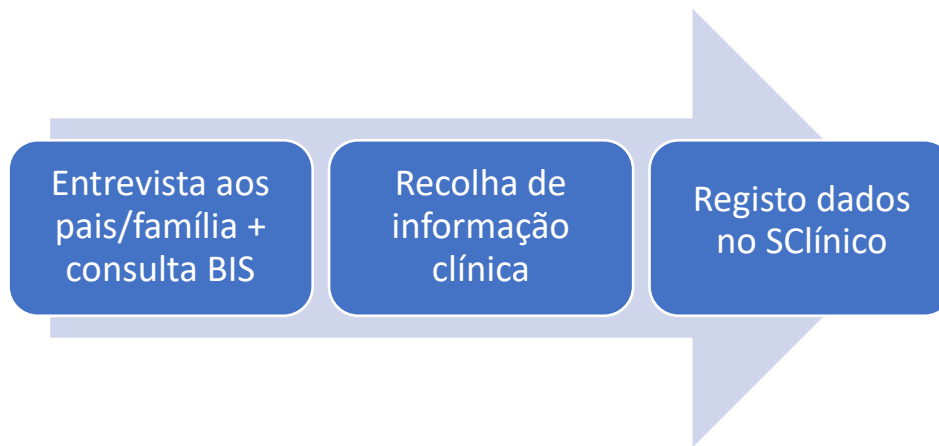 Entrevista aos
pais/família +
consulta BIS
Recolha de
informação
clínica
Registo dados
no SClínico